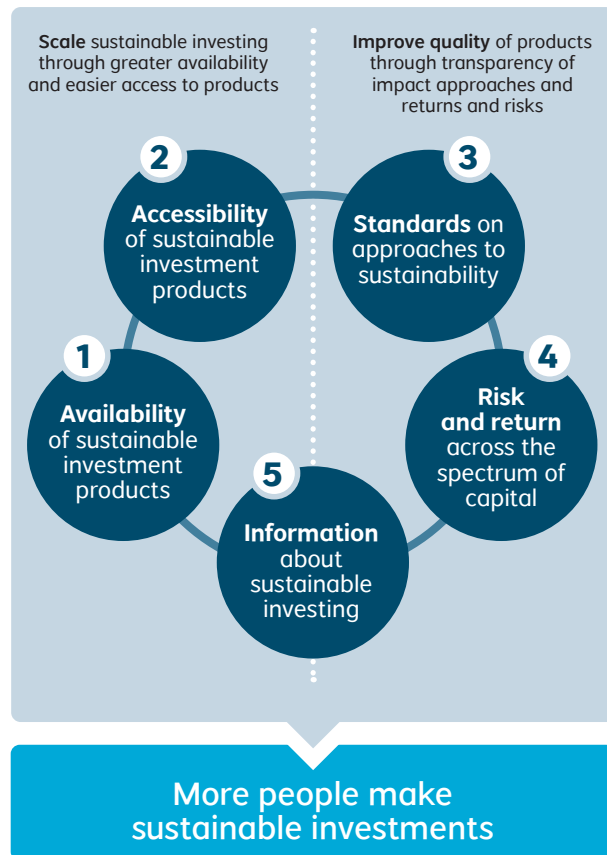 Scale sustainable investing
through greater availability
and easier access to products
Improve quality of products
through transparency of
impact approaches and
returns and risks
1
Availability
of sustainable
investment
products
2
Accessibility
of sustainable
investment
products
3
Standards on
approaches to
sustainability
4
Risk
and return
across the
spectrum of
capital
5
Information
about
sustainable
investing
More people make
sustainable investments